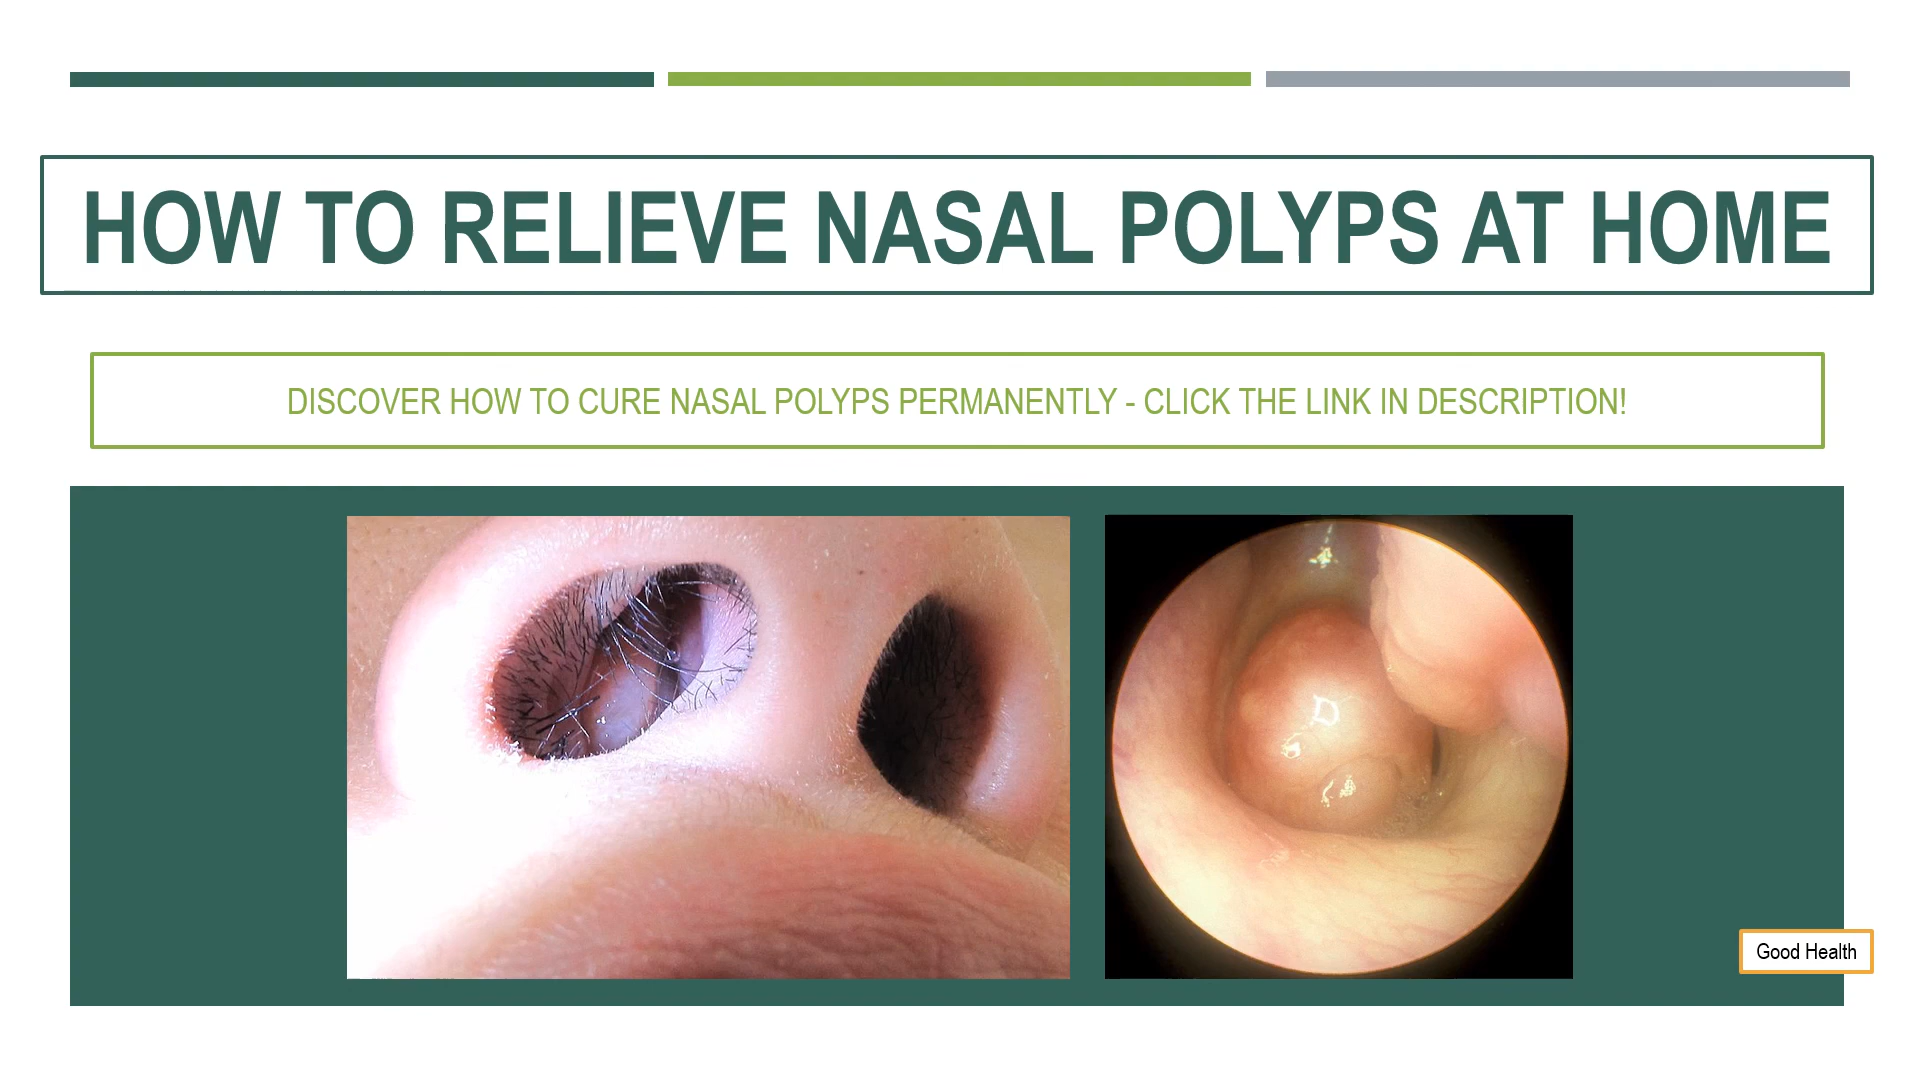 HOW TO RELIEVE NASAL POLYPS AT HOME
DISCOVER HOW TO CURE NASAL POLYPS PERMANENTLY - CLICK THE LINK IN DESCRIPTION!
Good Health